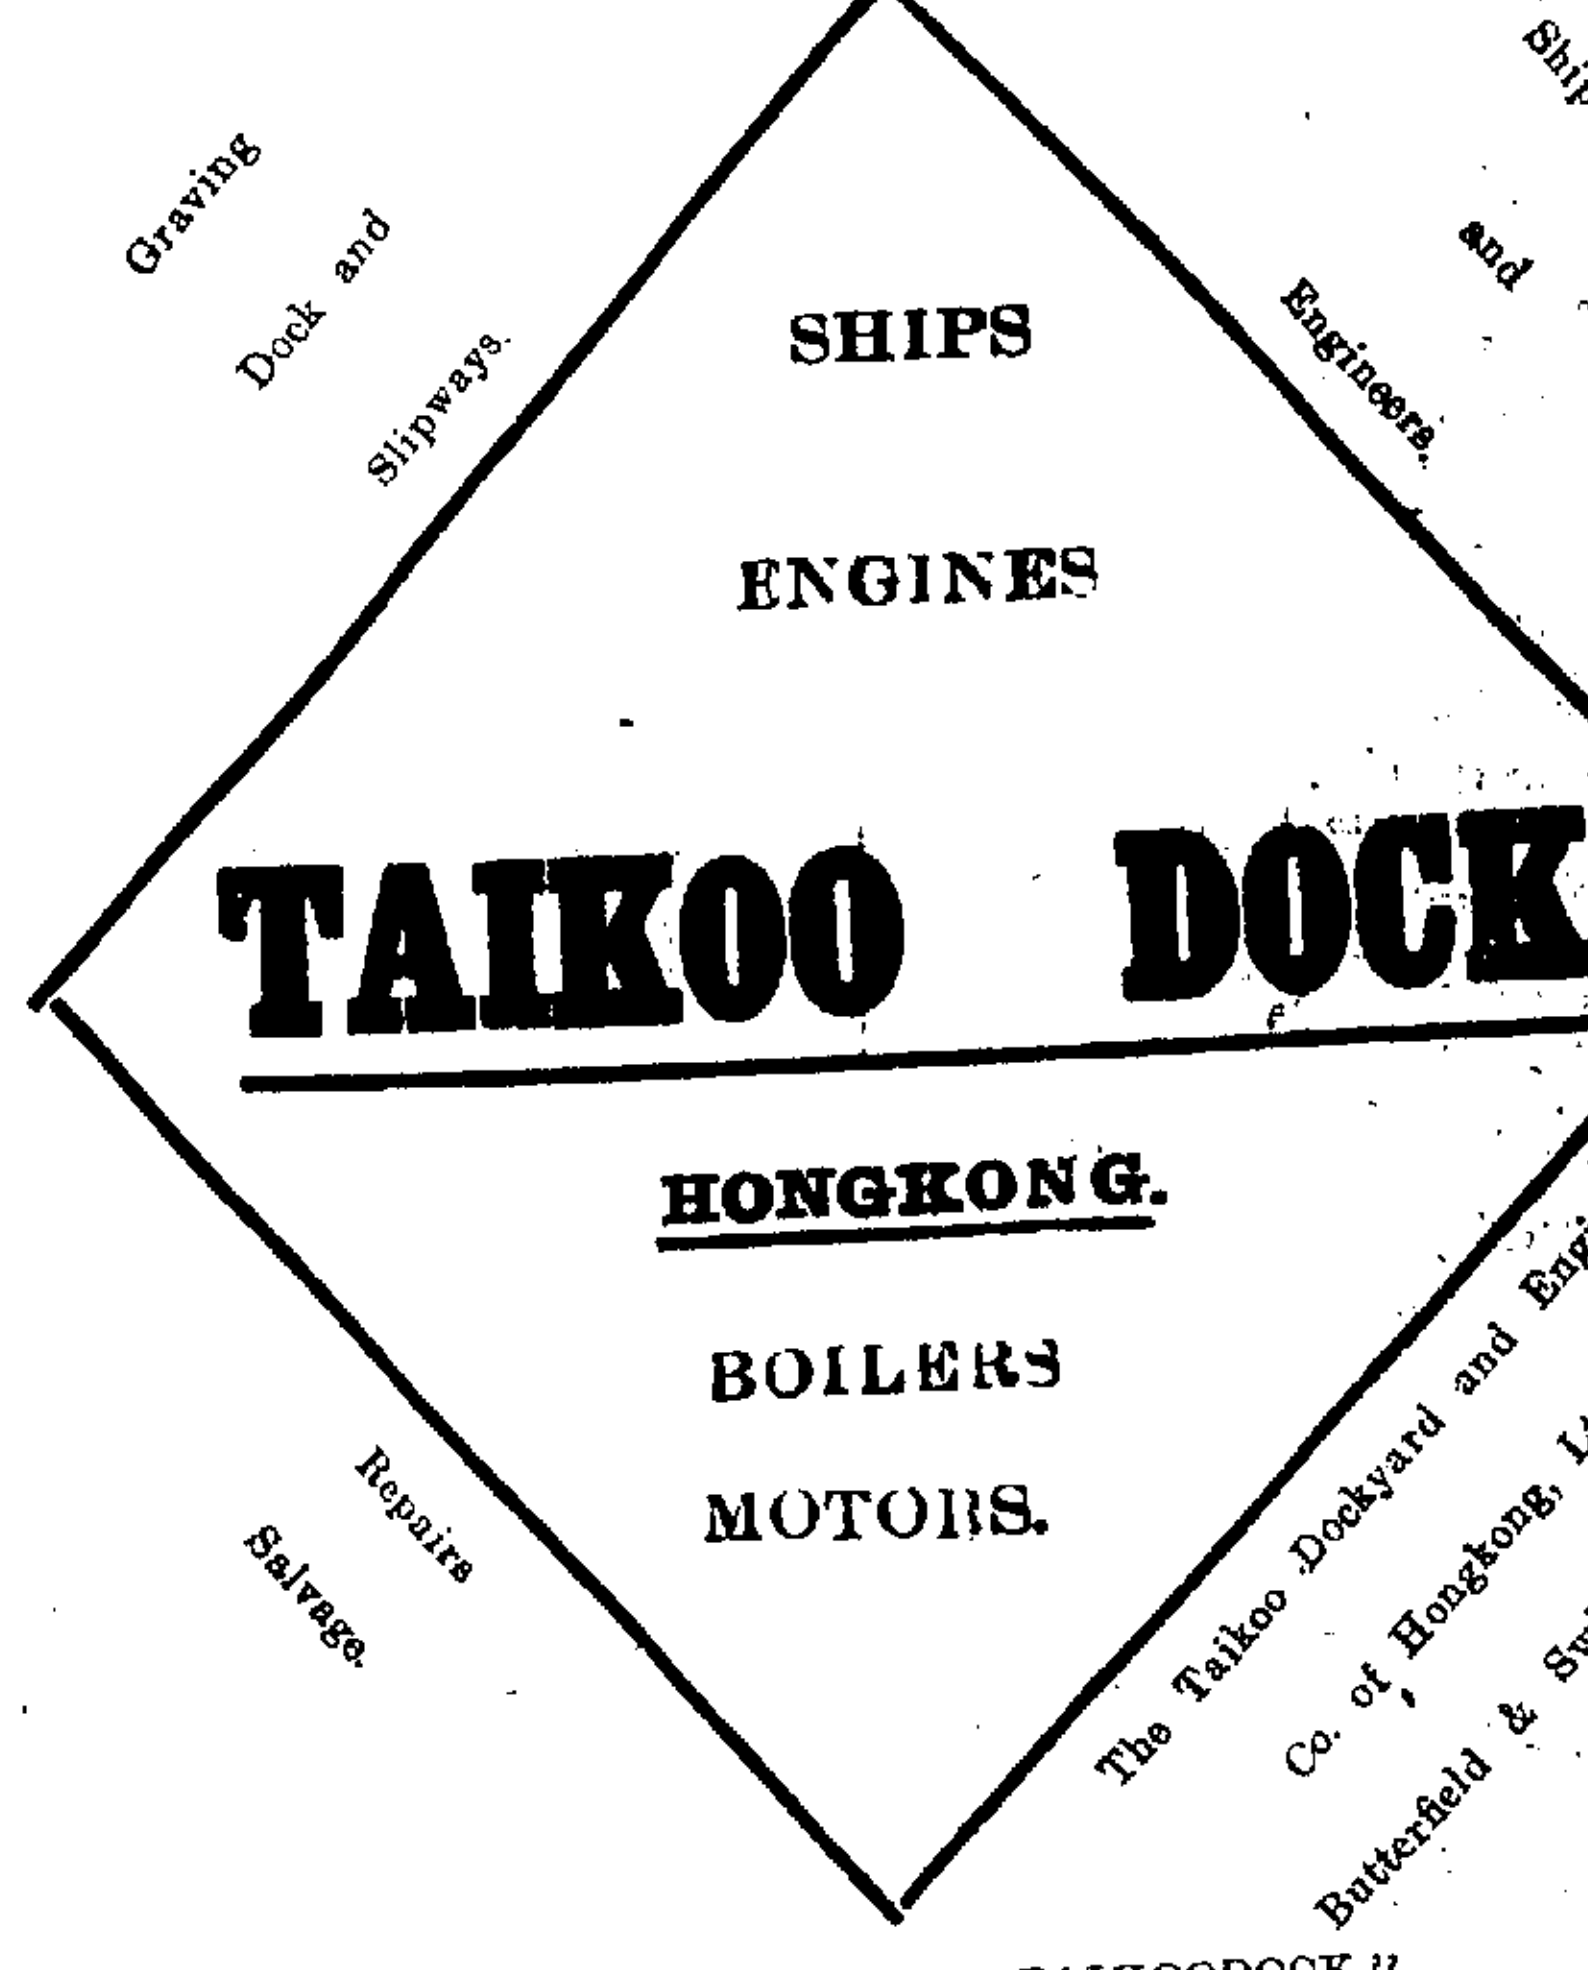 Graving
Dock and
Slipways.
and
Engineers.
SHIPS
ENGINES
TAIKOO DOCK
HONGKONG.
BOILERS
MOTORS.
Repairs
Salvage.
The Taikoo Dockyard and
Co. of Hongkong,
Butterfield &